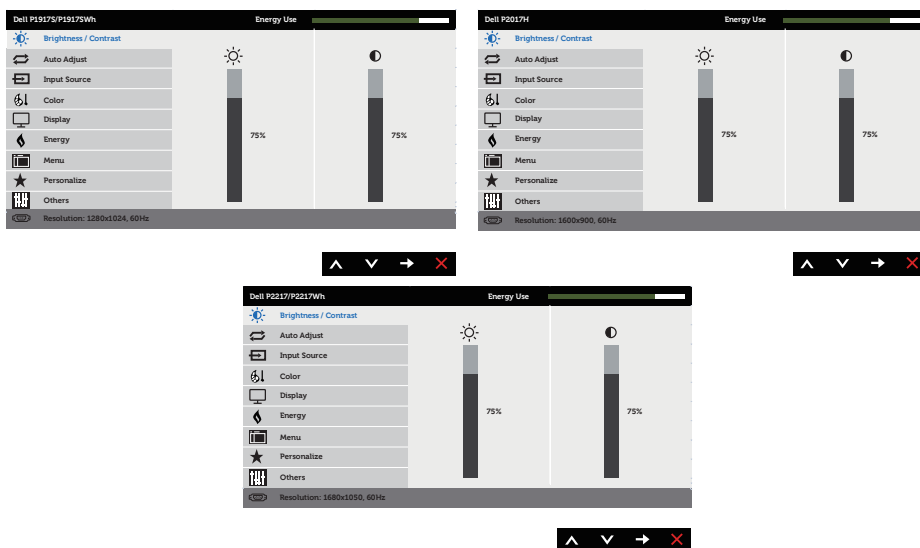 Dell P1917S/P1917SWh Energy Use
Brightness / Contrast
Auto Adjust
Input Source
Color
Display
Energy
75% 75%
Menu
Personalize
Others
Resolution: 1280x1024, 60Hz
Dell P2017H Energy Use
Brightness / Contrast
Auto Adjust
Input Source
Color
Display
Energy
75% 75%
Menu
Personalize
Others
Resolution: 1600x900, 60Hz
Dell P2217/P2217Wh Energy Use
Brightness / Contrast
Auto Adjust
Input Source
Color
Display
Energy
75% 75%
Menu
Personalize
Others
Resolution: 1680x1050, 60Hz